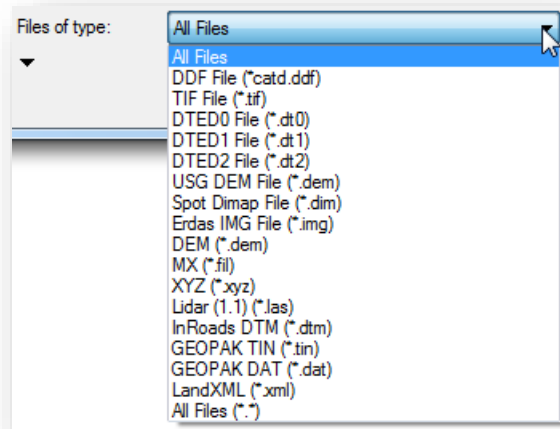 Files of type: All Files
All Files
DDF File (*catd.ddf)
TIF File (*.tif)
DTED0 File (*.dt0)
DTED1 File (*.dt1)
DTED2 File (*.dt2)
USG DEM File (*.dem)
Spot Dimap File (*.dim)
Erdas IMG File (*.img)
DEM (*.dem)
MX (*.fil)
XYZ (*.xyz)
Lidar (1.1) (*.las)
InRoads DTM (*.dtm)
GEOPAK TIN (*.tin)
GEOPAK DAT (*.dat)
LandXML (*.xml)
All Files (*.*)